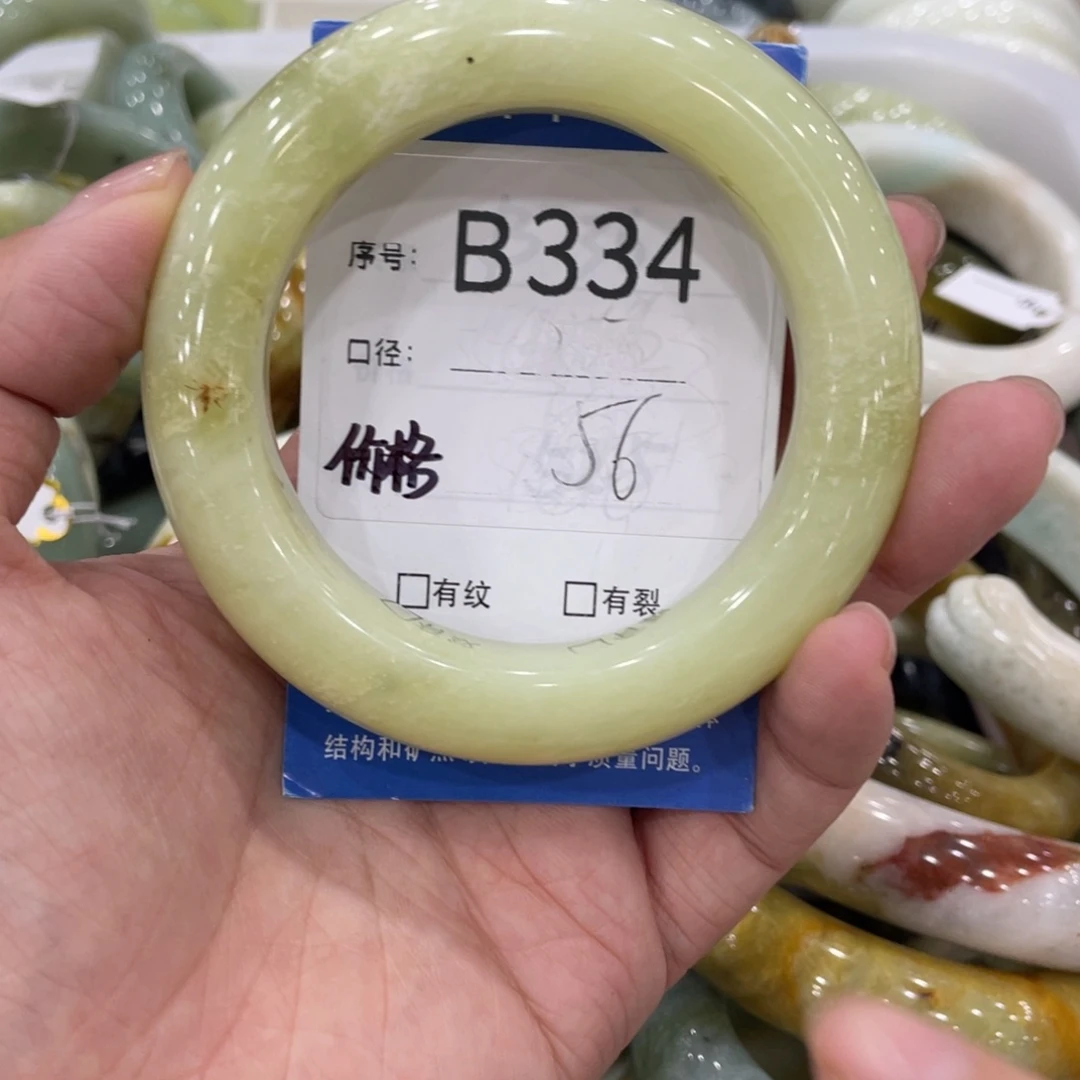 序号: B334
口径:
价格 56
□有纹 □有裂
结构和矿
质量问题。